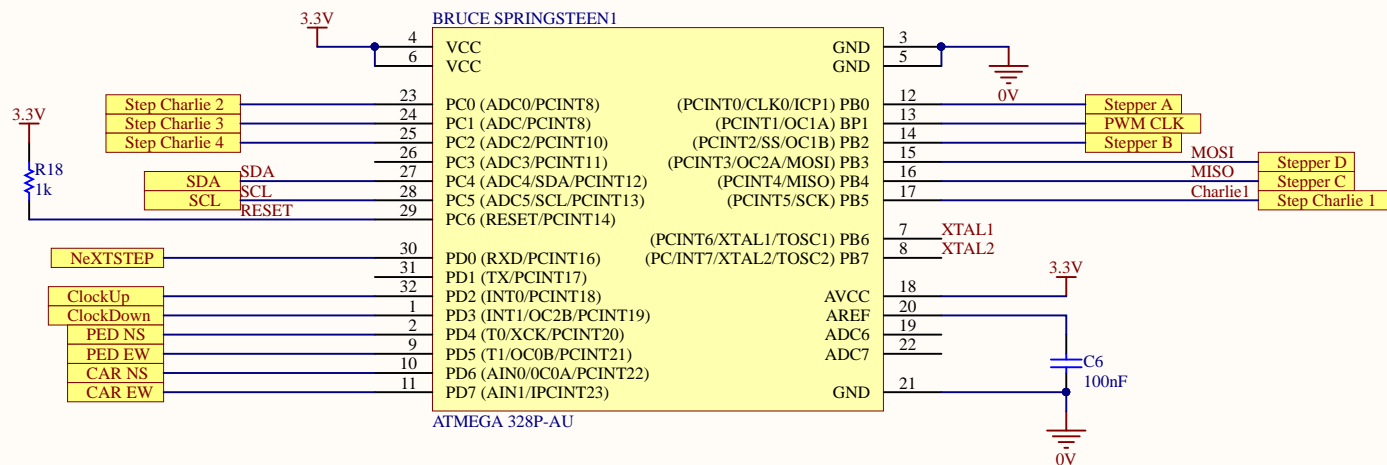 BRUCE SPRINGSTEEN1
3.3V
4 VCC
6 VCC
GND 3
GND 5
0V
Step Charlie 2 23 PC0 (ADC0/PCINT8)
Step Charlie 3 24 PC1 (ADC/PCINT8)
Step Charlie 4 25 PC2 (ADC2/PCINT10)
26 PC3 (ADC3/PCINT11)
SDA SDA 27 PC4 (ADC4/SDA/PCINT12)
SCL SCL 28 PC5 (ADC5/SCL/PCINT13)
RESET 29 PC6 (RESET/PCINT14)
3.3V
R18
1k
NeXTSTEP 30 PD0 (RXD/PCINT16)
31 PD1 (TX/PCINT17)
ClockUp 32 PD2 (INT0/PCINT18)
ClockDown 1 PD3 (INT1/OC2B/PCINT19)
PED NS 2 PD4 (T0/XCK/PCINT20)
PED EW 9 PD5 (T1/OC0B/PCINT21)
CAR NS 10 PD6 (AIN0/0C0A/PCINT22)
CAR EW 11 PD7 (AIN1/IPCINT23)
(PCINT0/CLK0/ICP1) PB0 12 Stepper A
(PCINT1/OC1A) BP1 13 PWM CLK
(PCINT2/SS/OC1B) PB2 14 Stepper B
(PCINT3/OC2A/MOSI) PB3 15 MOSI Stepper D
(PCINT4/MISO) PB4 16 MISO Stepper C
(PCINT5/SCK) PB5 17 Charlie1 Step Charlie 1
(PCINT6/XTAL1/TOSC1) PB6 7 XTAL1
(PC/INT7/XTAL2/TOSC2) PB7 8 XTAL2
3.3V
AVCC 18
AREF 20
ADC6 19
ADC7 22
C6
100nF
GND 21
0V
ATMEGA 328P-AU